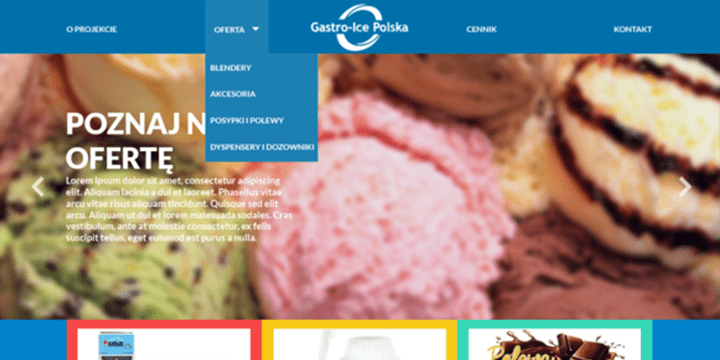 O PROJEKCIE
OFERTA
Gastro-Ice Polska
CENNIK
KONTAKT
BLENDERY
AKCESORIA
POSYPKI I POLEWY
DYSPENSERY I DOZOWNIKI
POZNAJ N
OFERTĘ
Lorem ipsum dolor sit amet, consectetur adipiscing
elit. Aliquam lacinia a dui et laoreet. Phasellus vitae
arcu vitae risus aliquam tincidunt. Quisque sed elit
arcu. Aliquam ut dui et lorem malesuada sodales. Cras
vestibulum, ante at molestie consectetur, ex felis
suscipit tellus, eget euismod est purus a nulla.
Polewa